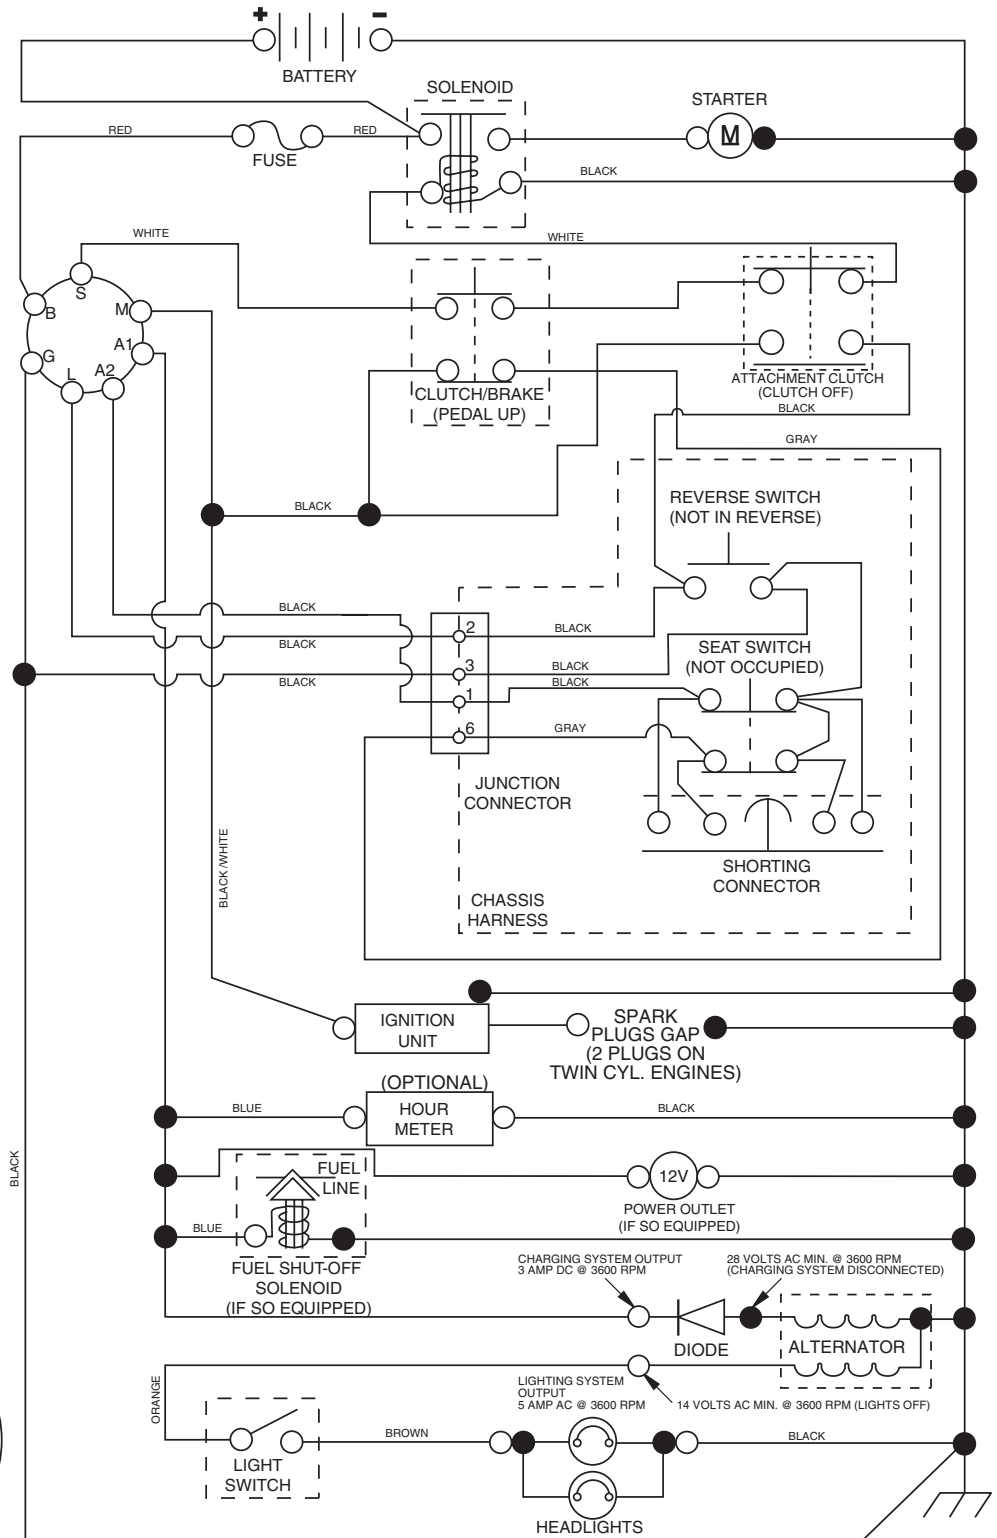 + −
BATTERY
SOLENOID
STARTER
RED
RED
FUSE
M
BLACK
WHITE
WHITE
S
B
M
G
A1
L
A2
CLUTCH/BRAKE
(PEDAL UP)
ATTACHMENT CLUTCH
(CLUTCH OFF)
BLACK
GRAY
BLACK
REVERSE SWITCH
(NOT IN REVERSE)
BLACK
2
BLACK
BLACK
SEAT SWITCH
(NOT OCCUPIED)
3
BLACK
BLACK
BLACK
1
6
GRAY
JUNCTION
CONNECTOR
BLACK/WHITE
SHORTING
CONNECTOR
CHASSIS
HARNESS
IGNITION
UNIT
SPARK
PLUGS GAP
(2 PLUGS ON
TWIN CYL. ENGINES)
(OPTIONAL)
BLUE
HOUR
METER
BLACK
BLACK
FUEL
LINE
12V
POWER OUTLET
(IF SO EQUIPPED)
BLUE
FUEL SHUT-OFF
SOLENOID
(IF SO EQUIPPED)
CHARGING SYSTEM OUTPUT
3 AMP DC @ 3600 RPM
28 VOLTS AC MIN. @ 3600 RPM
(CHARGING SYSTEM DISCONNECTED)
DIODE
ALTERNATOR
ORANGE
LIGHTING SYSTEM
OUTPUT
5 AMP AC @ 3600 RPM
14 VOLTS AC MIN. @ 3600 RPM (LIGHTS OFF)
LIGHT
SWITCH
BROWN
BLACK
HEADLIGHTS